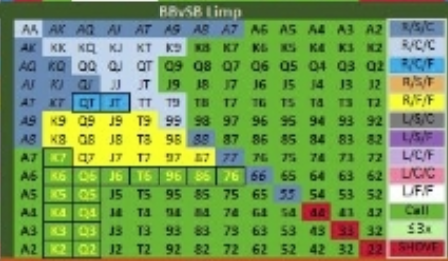 BBvSB Limp
AA AK AQ AJ AT A9 A8 A7 A6 A5 A4 A3 A2 R/S/C
AK KK KQ KJ KT K9 K8 K7 K6 K5 K4 K3 K2 R/C/C
AQ KQ QQ QJ QT Q9 Q8 Q7 Q6 Q5 Q4 Q3 Q2 R/C/F
AJ KJ QJ JJ JT J9 J8 J7 J6 J5 J4 J3 J2 R/S/F
AT KT QT JT TT T9 T8 T7 T6 T5 T4 T3 T2 R/F/F
A9 K9 Q9 J9 T9 99 98 97 96 95 94 93 92 L/S/C
A8 K8 Q8 J8 T8 98 88 87 86 85 84 83 82 L/S/F
A7 K7 Q7 J7 T7 97 87 77 76 75 74 73 72 L/C/F
A6 K6 Q6 J6 T6 96 86 76 66 65 64 63 62 L/C/C
A5 K5 Q5 J5 T5 95 85 75 65 55 54 53 52 L/F/F
A4 K4 Q4 J4 T4 94 84 74 64 54 44 43 42 Call
A3 K3 Q3 J3 T3 93 83 73 63 53 43 33 32 ≤3x
A2 K2 Q2 J2 T2 92 82 72 62 52 42 32 22 SHOVE